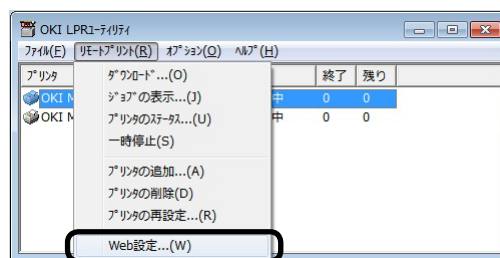 OKI LPRﾕｰﾃｨﾘﾃｨ
ﾌｧｲﾙ(F) ﾘﾓｰﾄﾌﾟﾘﾝﾄ(R) ｵﾌﾟｼｮﾝ(O) ﾍﾙﾌﾟ(H)
ﾌﾟﾘﾝﾀ 終了 残り
OKI 中 0 0
OKI 中 0 0
ﾀﾞｳﾝﾛｰﾄﾞ...(O)
ｼﾞｮﾌﾞの表示...(J)
ﾌﾟﾘﾝﾀのｽﾃｰﾀｽ...(U)
一時停止(S)
ﾌﾟﾘﾝﾀの追加...(A)
ﾌﾟﾘﾝﾀの削除(D)
ﾌﾟﾘﾝﾀの再設定...(R)
Web設定...(W)